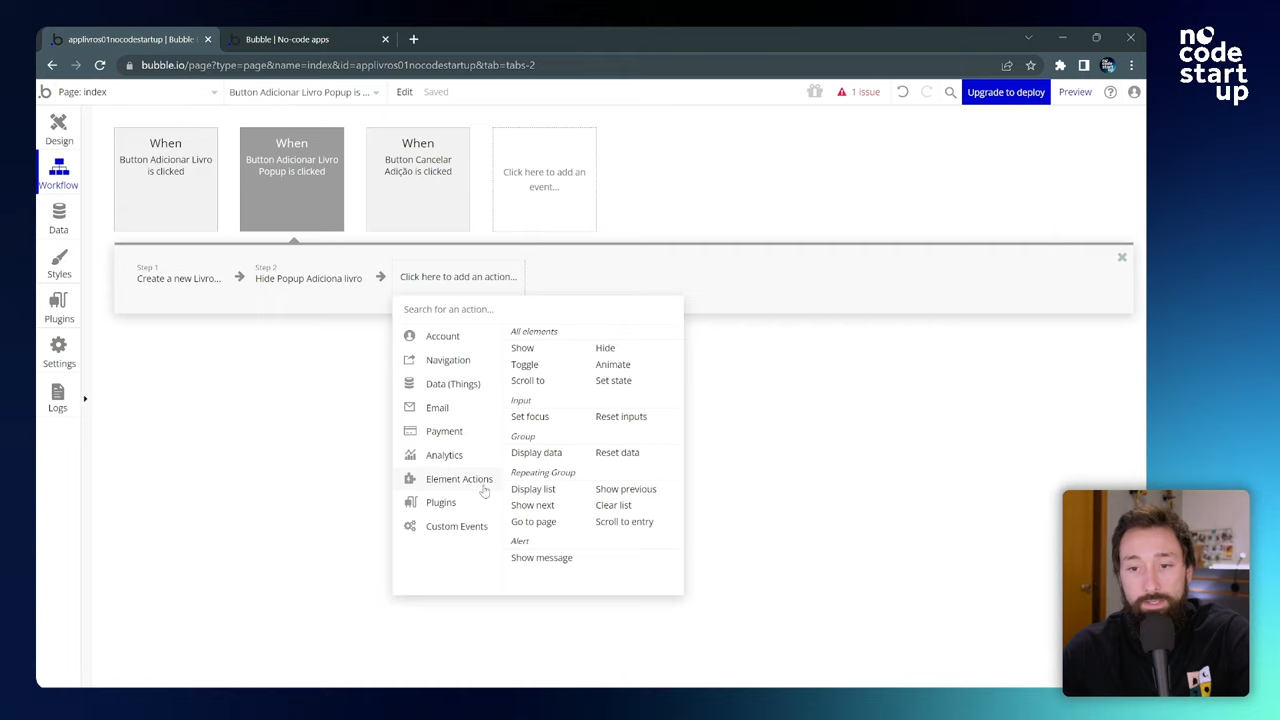 applivros01nocodestartup | Bubble
Bubble | No-code apps
bubble.io/page?type=page&name=index&id=applivros01nocodestartup&tab=tabs-2
no
code
start
up
Page: index
Button Adicionar Livro Popup is ...
Edit
Saved
1 issue
Upgrade to deploy
Preview
Design
Workflow
Data
Styles
Plugins
Settings
Logs
When
Button Adicionar Livro
is clicked
When
Button Adicionar Livro
Popup is clicked
When
Button Cancelar
Adição is clicked
Click here to add an
event...
Step 1
Create a new Livro...
Step 2
Hide Popup Adiciona livro
Click here to add an action...
Search for an action...
Account
Navigation
Data (Things)
Email
Payment
Analytics
Element Actions
Plugins
Custom Events
All elements
Show
Hide
Toggle
Animate
Scroll to
Set state
Input
Set focus
Reset inputs
Group
Display data
Reset data
Repeating Group
Display list
Show previous
Show next
Clear list
Go to page
Scroll to entry
Alert
Show message